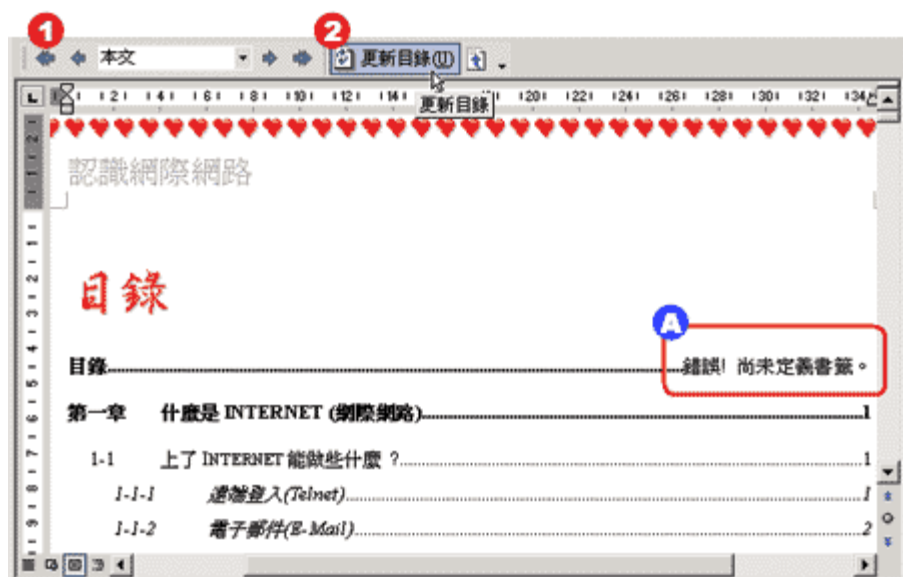 1 2
本文 更新目錄(U)
更新目錄
認識網際網路
目錄
A
目錄 錯誤! 尚未定義書籤。
第一章 什麼是 INTERNET (網際網路) 1
1-1 上了 INTERNET 能做些什麼 ? 1
1-1-1 遠端登入(Telnet) 1
1-1-2 電子郵件(E-Mail) 2